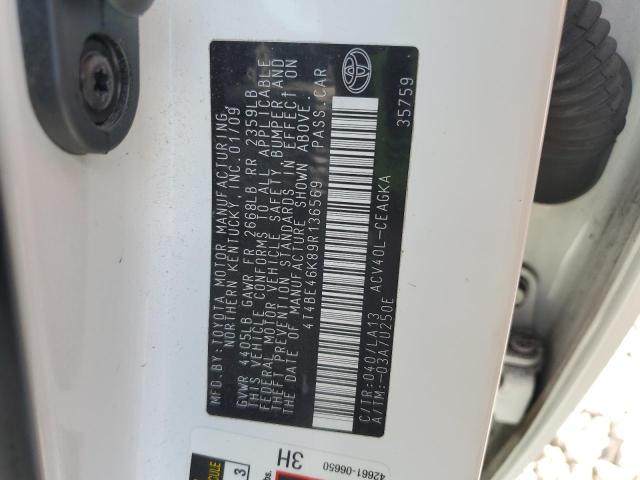 MFD.BY:TOYOTA MOTOR MANUFACTURING,
NORTHERN KENTUCKY, INC. 01/09
GVWR 4405LB GAWR FR 2668LB RR 2359LB
THIS VEHICLE CONFORMS TO ALL APPLICABLE
FEDERAL MOTOR VEHICLE SAFETY BUMPER, AND
THEFT PREVENTION STANDARDS IN EFFECT ON
THE DATE OF MANUFACTURE SHOWN ABOVE.
4T4BE46K89R136569 PASS.CAR
C/TR:040/LA13 ACV40L-CEAGKA
A/TM:-03A/U250E
35759
3H
42661-06650
3